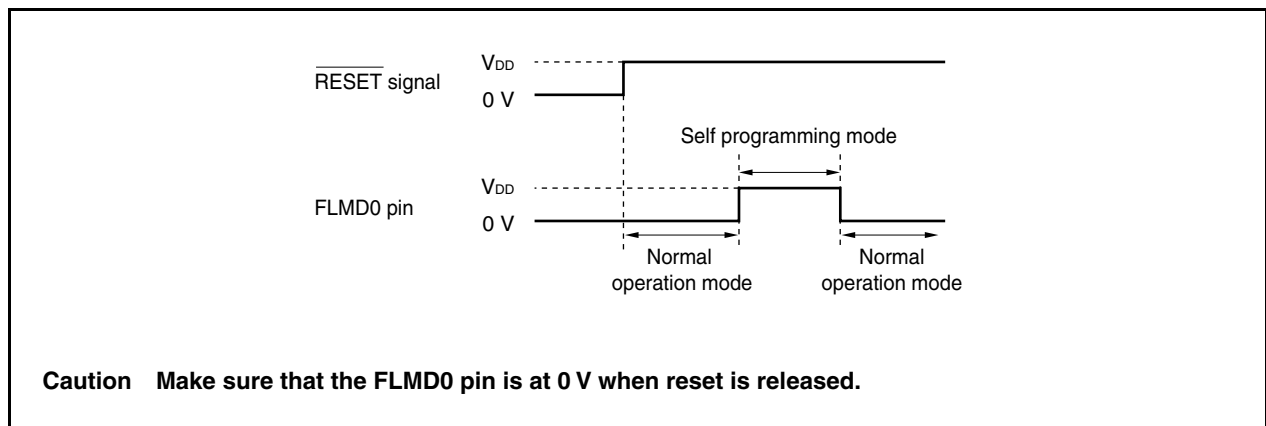 RESET signal
VDD
0 V
Self programming mode
FLMD0 pin
VDD
0 V
Normal
operation mode
Normal
operation mode
Caution Make sure that the FLMD0 pin is at 0 V when reset is released.